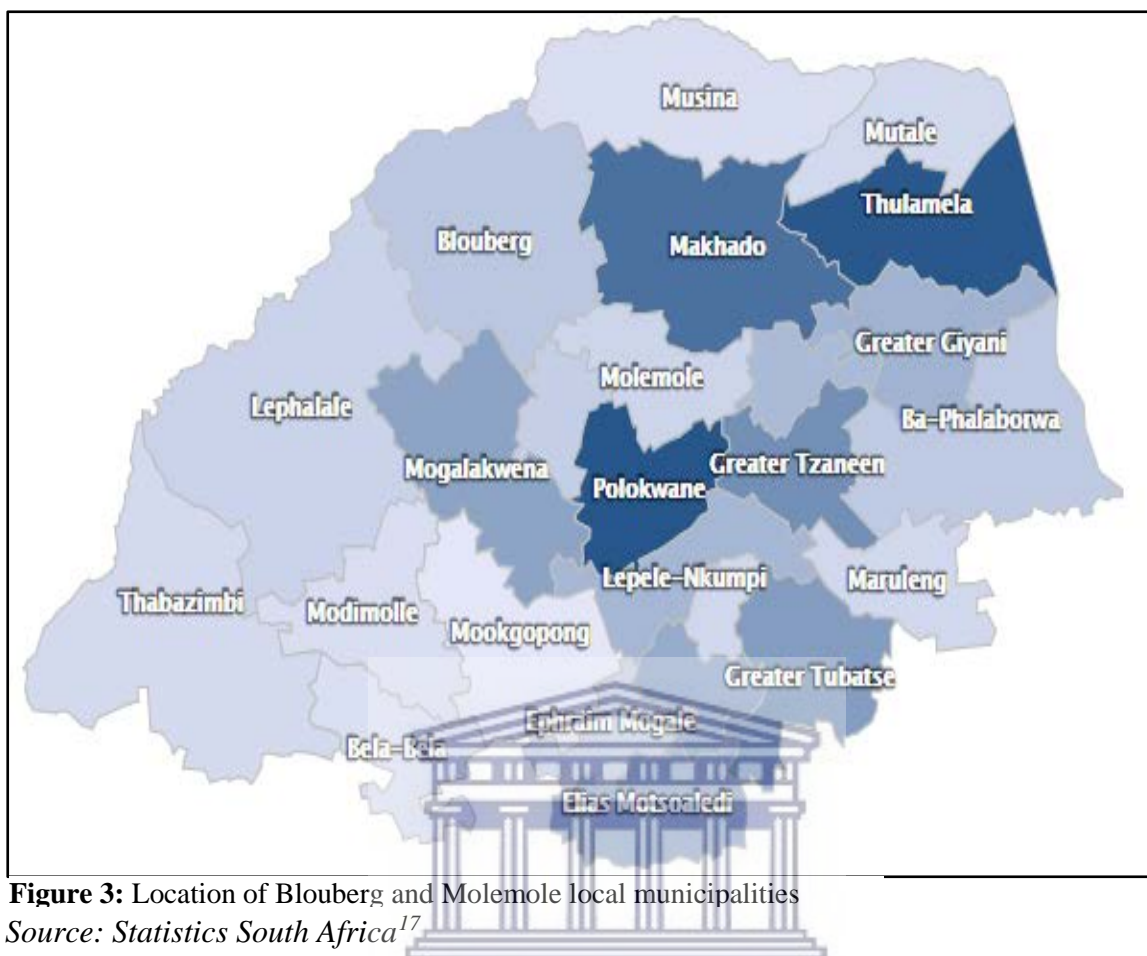 Musina
Mutale
Thulamela
Blouberg
Makhado
Greater Giyani
Molemole
Lephalale
Ba-Phalaborwa
Mogalakwena
Greater Tzaneen
Polokwane
Lepele-Nkumpi
Maruleng
Thabazimbi
Modimolle
Mookgopong
Greater Tubatse
Ephraim Mogale
Bela-Bela
Elias Motsoaledi
Figure 3: Location of Blouberg and Molemole local municipalities
Source: Statistics South Africa17